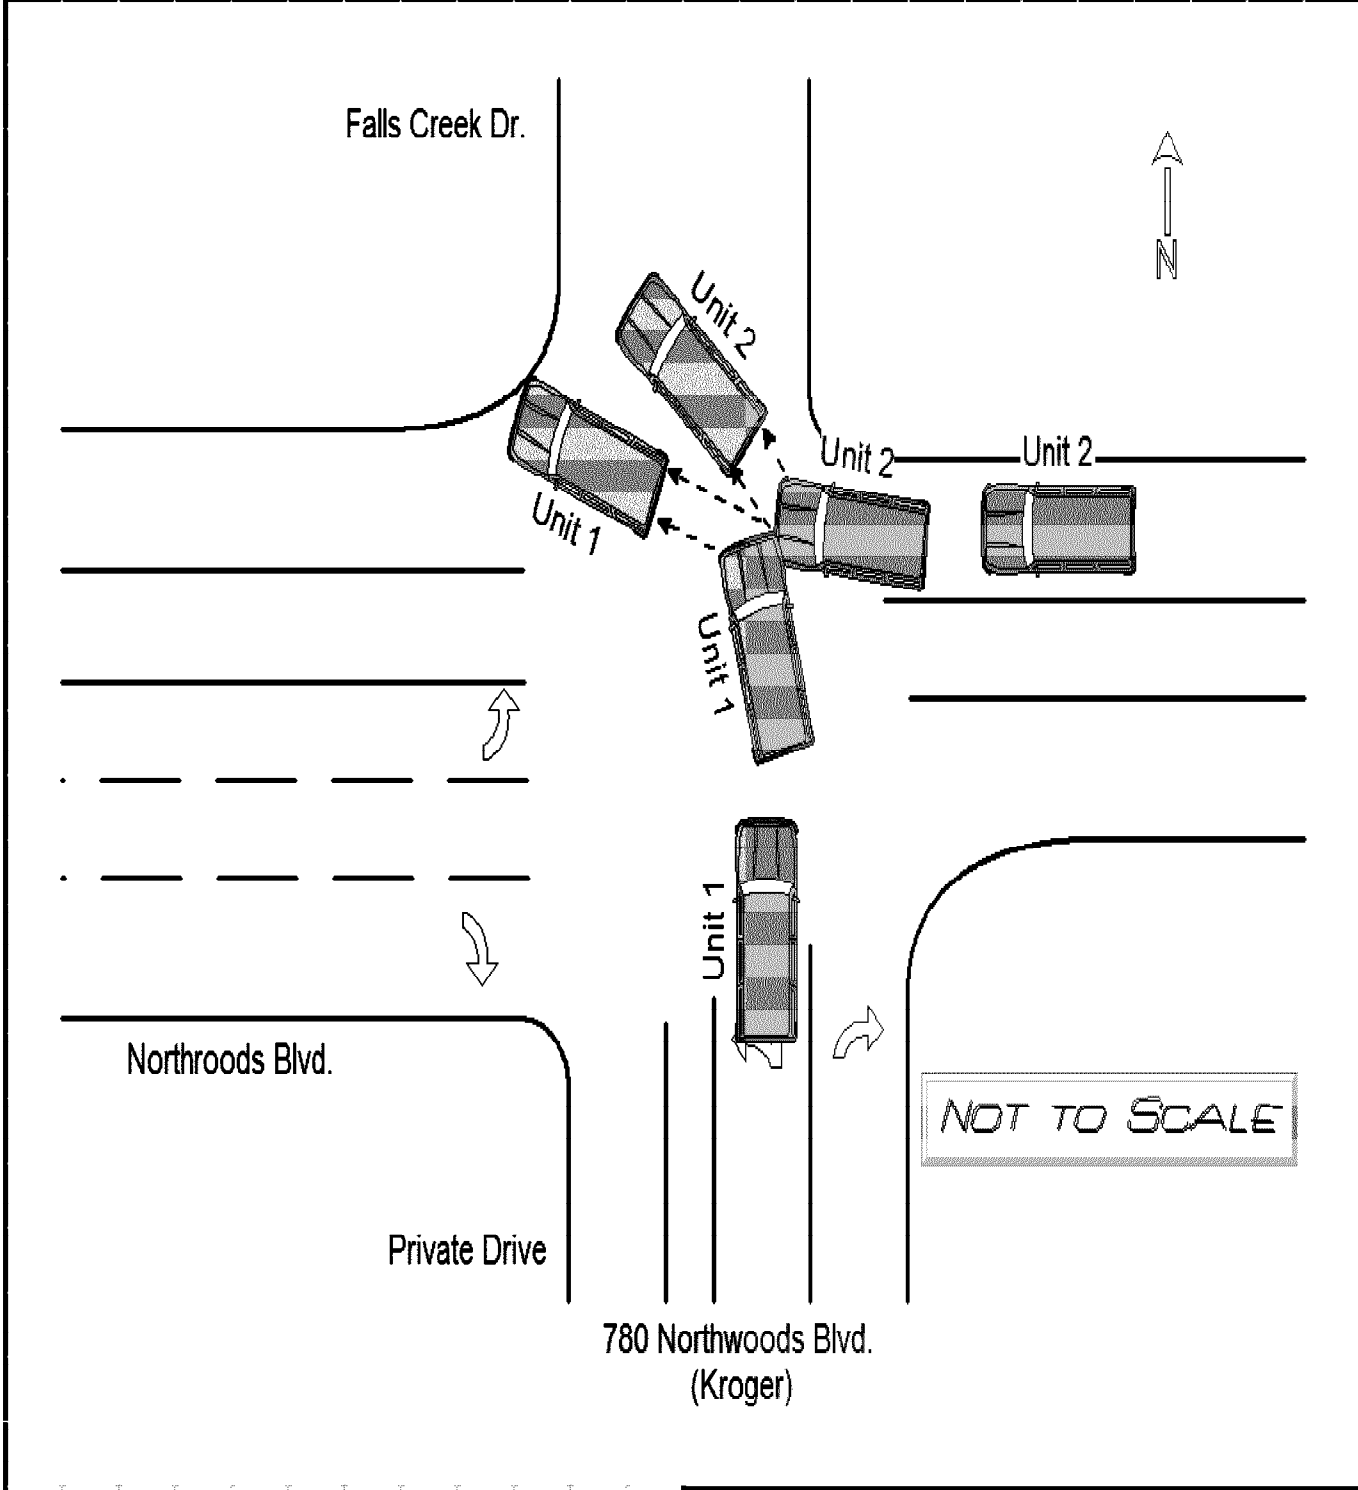 Falls Creek Dr.
N
Unit 2
Unit 2
Unit 2
Unit 1
Unit 1
Unit 1
Northroods Blvd.
NOT TO SCALE
Private Drive
780 Northwoods Blvd.
(Kroger)